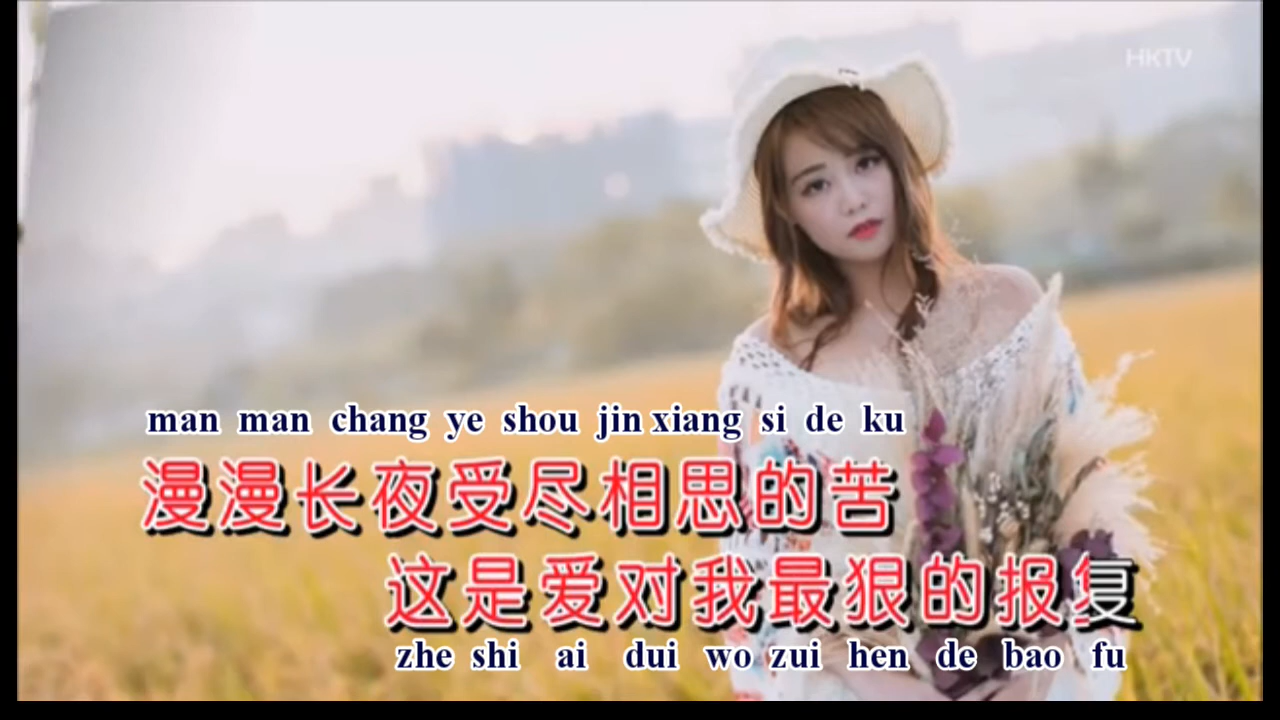 HKTV
man man chang ye shou jin xiang si de ku
漫漫长夜受尽相思的苦
这是爱对我最狠的报复
zhe shi ai dui wo zui hen de bao fu